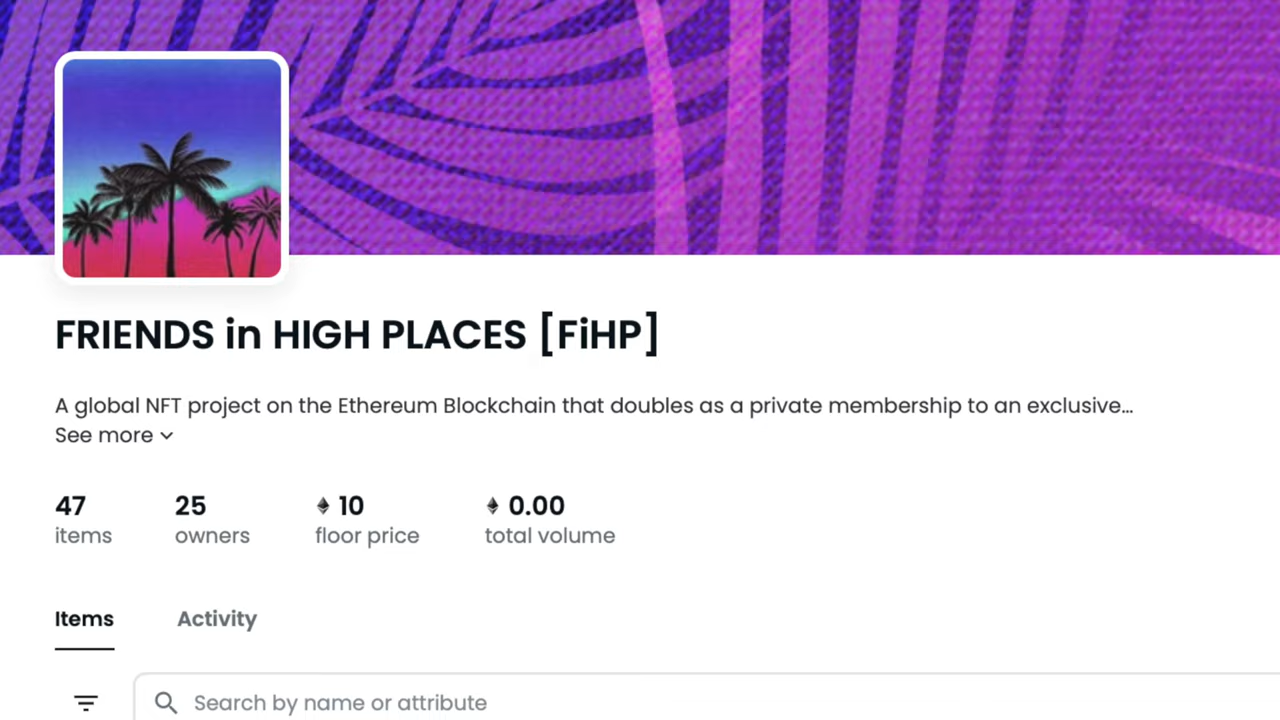 FRIENDS in HIGH PLACES [FiHP]
A global NFT project on the Ethereum Blockchain that doubles as a private membership to an exclusive...
See more
47 25 10 0.00
items owners floor price total volume
Items Activity
Search by name or attribute